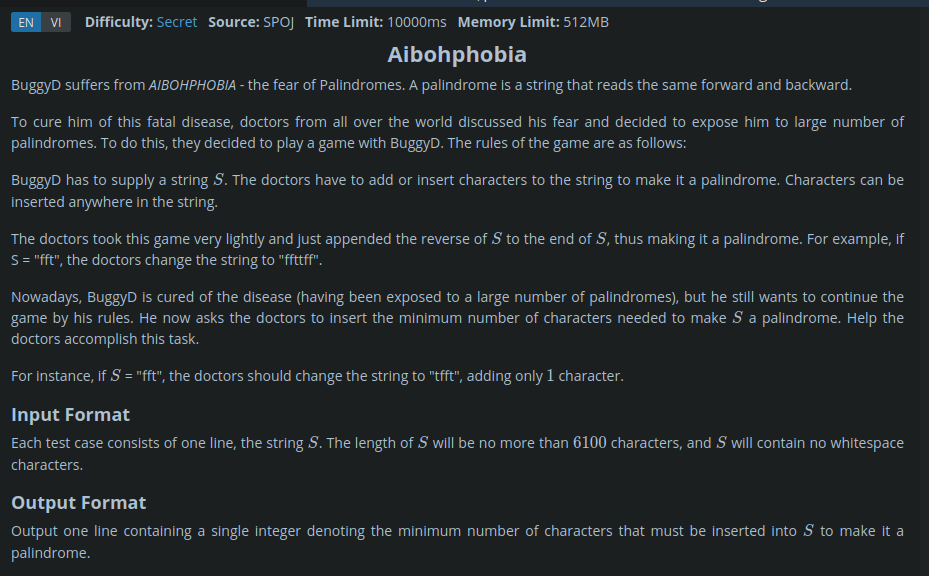 EN VI Difficulty: Secret Source: SPOJ Time Limit: 10000ms Memory Limit: 512MB
Aibohphobia
BuggyD suffers from AIBOHPHOBIA - the fear of Palindromes. A palindrome is a string that reads the same forward and backward.
To cure him of this fatal disease, doctors from all over the world discussed his fear and decided to expose him to large number of
palindromes. To do this, they decided to play a game with BuggyD. The rules of the game are as follows:
BuggyD has to supply a string S. The doctors have to add or insert characters to the string to make it a palindrome. Characters can be
inserted anywhere in the string.
The doctors took this game very lightly and just appended the reverse of S to the end of S, thus making it a palindrome. For example, if
S = "fft", the doctors change the string to "ffttff".
Nowadays, BuggyD is cured of the disease (having been exposed to a large number of palindromes), but he still wants to continue the
game by his rules. He now asks the doctors to insert the minimum number of characters needed to make S a palindrome. Help the
doctors accomplish this task.
For instance, if S = "fft", the doctors should change the string to "tfft", adding only 1 character.
Input Format
Each test case consists of one line, the string S. The length of S will be no more than 6100 characters, and S will contain no whitespace
characters.
Output Format
Output one line containing a single integer denoting the minimum number of characters that must be inserted into S to make it a
palindrome.